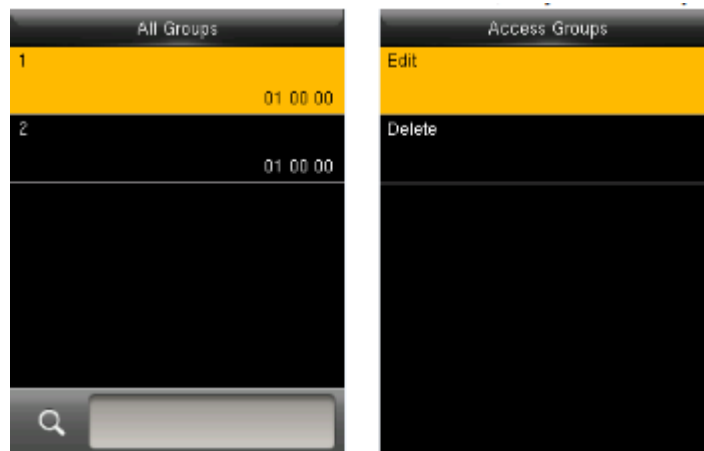 All Groups
1
01 00 00
2
01 00 00
Access Groups
Edit
Delete